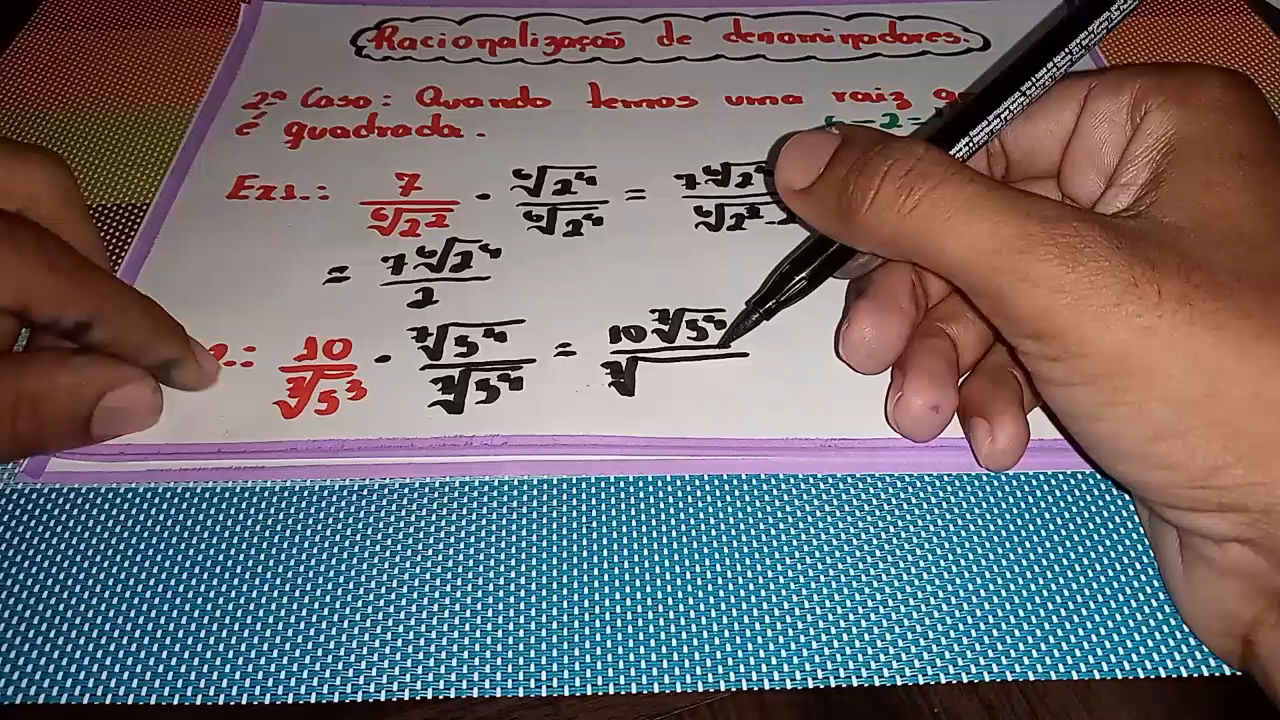 Racionalização de denominadores.
2º Caso: Quando temos uma raiz
é quadrada. 6-2=
Ex1.: 7/⁶√2² · ⁶√2⁴/⁶√2⁴ = 7⁶√2⁴/⁶√2²·
= 7⁶√2⁴/2
10/⁷√5³ · ⁷√5⁴/⁷√5⁴ = 10⁷√5⁴/⁷√